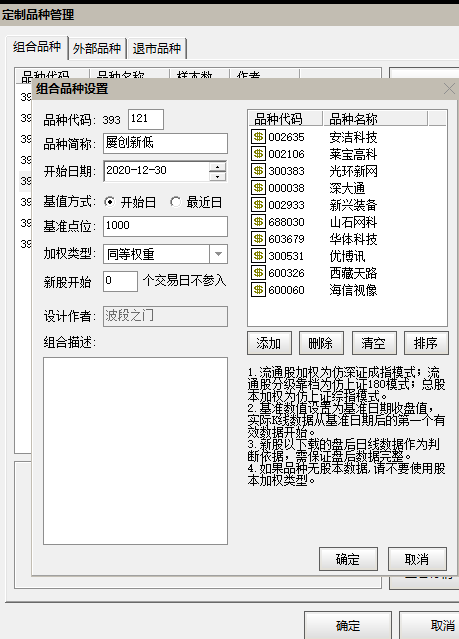 定制品种管理
组合品种 外部品种 退市品种
品种代码 品种名称 样本数 作者
组合品种设置
品种代码: 393 121
品种简称: 屡创新低
开始日期: 2020-12-30
基值方式: 开始日 最近日
基准点位: 1000
加权类型: 同等权重
新股开始 0 个交易日不参入
设计作者: 波段之门
组合描述:
品种代码 品种名称
002635 安洁科技
002106 莱宝高科
300383 光环新网
000038 深大通
002933 新兴装备
688030 山石网科
603679 华体科技
300531 优博讯
600326 西藏天路
600060 海信视像
添加 删除 清空 排序
1.流通股加权为仿深证成指模式；流
通股分级靠档为仿上证180模式；总股
本加权为仿上证综指模式。
2.基准数值设置为基准日期收盘值，
实际K线数据从基准日期后的第一个有
效数据开始。
3.新股以下载的盘后日线数据作为判
断依据，需保证盘后数据完整。
4.如果品种无股本数据,请不要使用股
本加权类型。
确定 取消
确定 取消